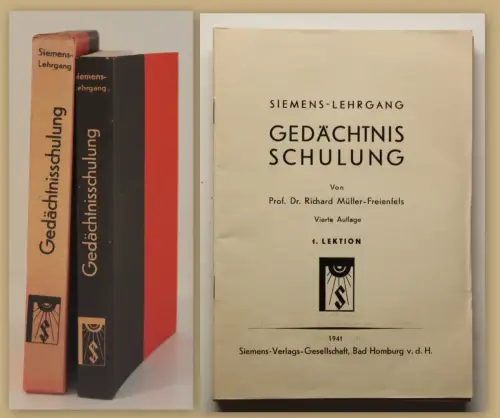 Siemens-
Lehrgang
Gedächtnisschulung
Siemens-
Lehrgang
Gedächtnisschulung
SIEMENS-LEHRGANG
GEDÄCHTNIS
SCHULUNG
Von
Prof. Dr. Richard Müller-Freienfels
Vierte Auflage
1. LEKTION
1941
Siemens-Verlags-Gesellschaft, Bad Homburg v. d. H.